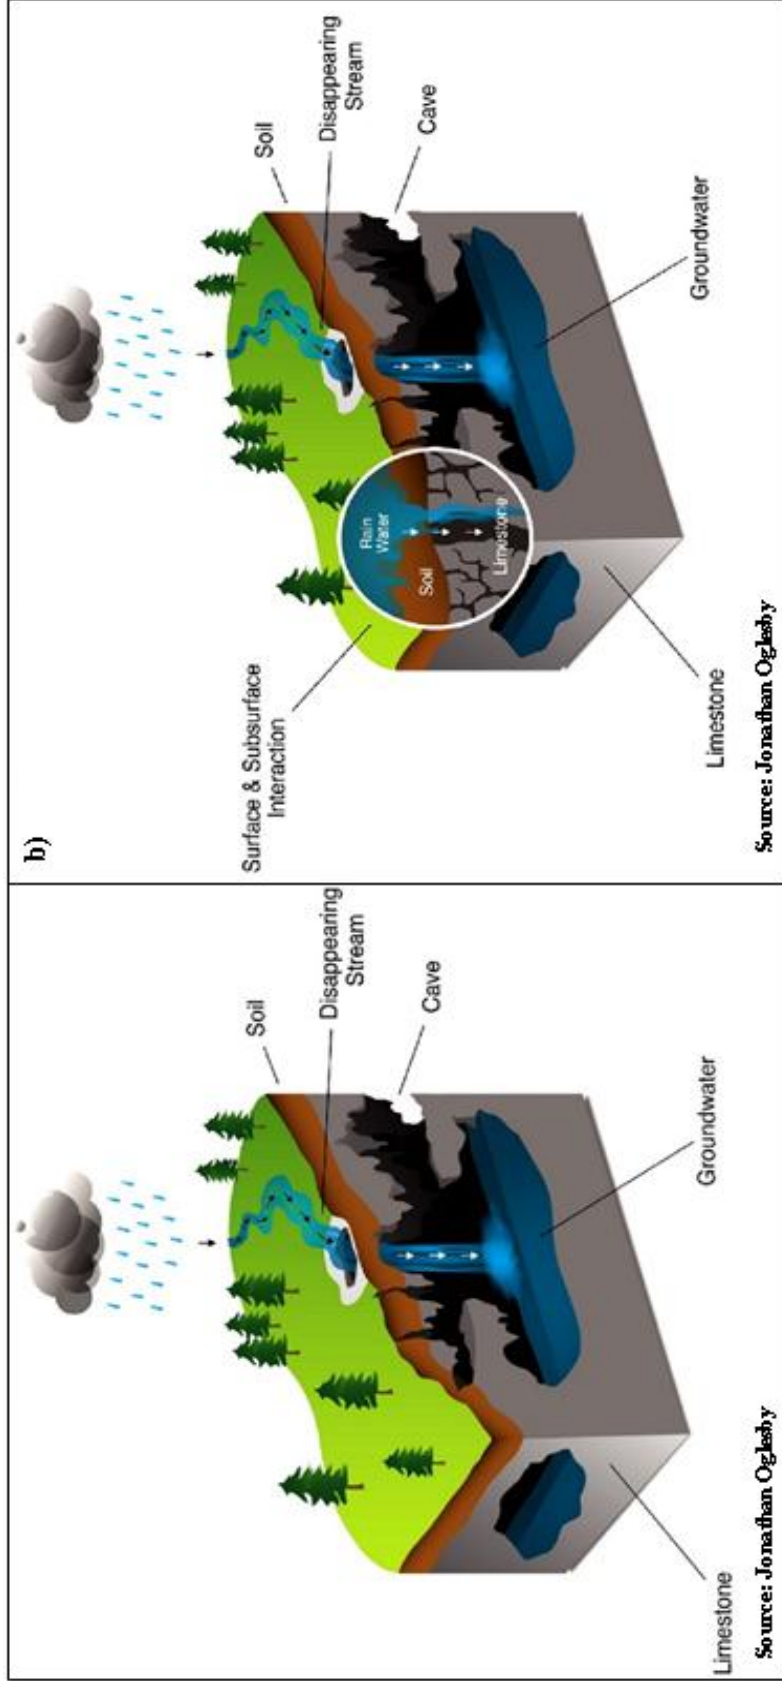 Soil
Disappearing
Stream
Cave
Groundwater
Limestone
Source: Jonathan Oglesby
b)
Surface & Subsurface
Interaction
Rain
Water
Soil
Limestone
Soil
Disappearing
Stream
Cave
Groundwater
Limestone
Source: Jonathan Oglesby